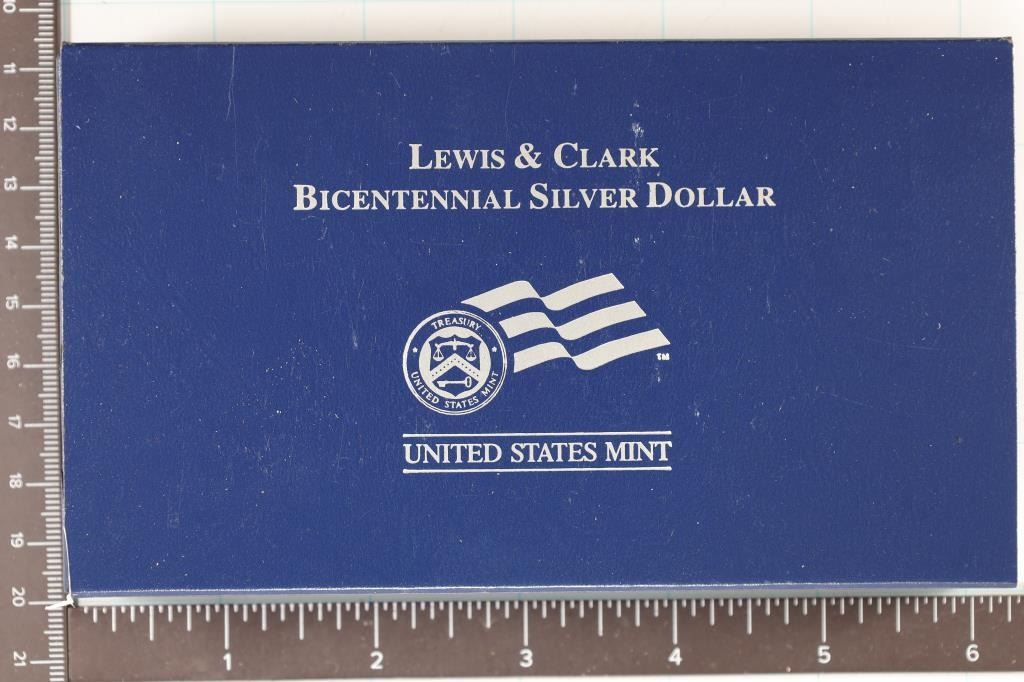 LEWIS & CLARK
BICENTENNIAL SILVER DOLLAR
TREASURY
UNITED STATES MINT
TM
UNITED STATES MINT
10
11
12
13
14
15
16
17
18
19
20
21
1 2 3 4 5 6